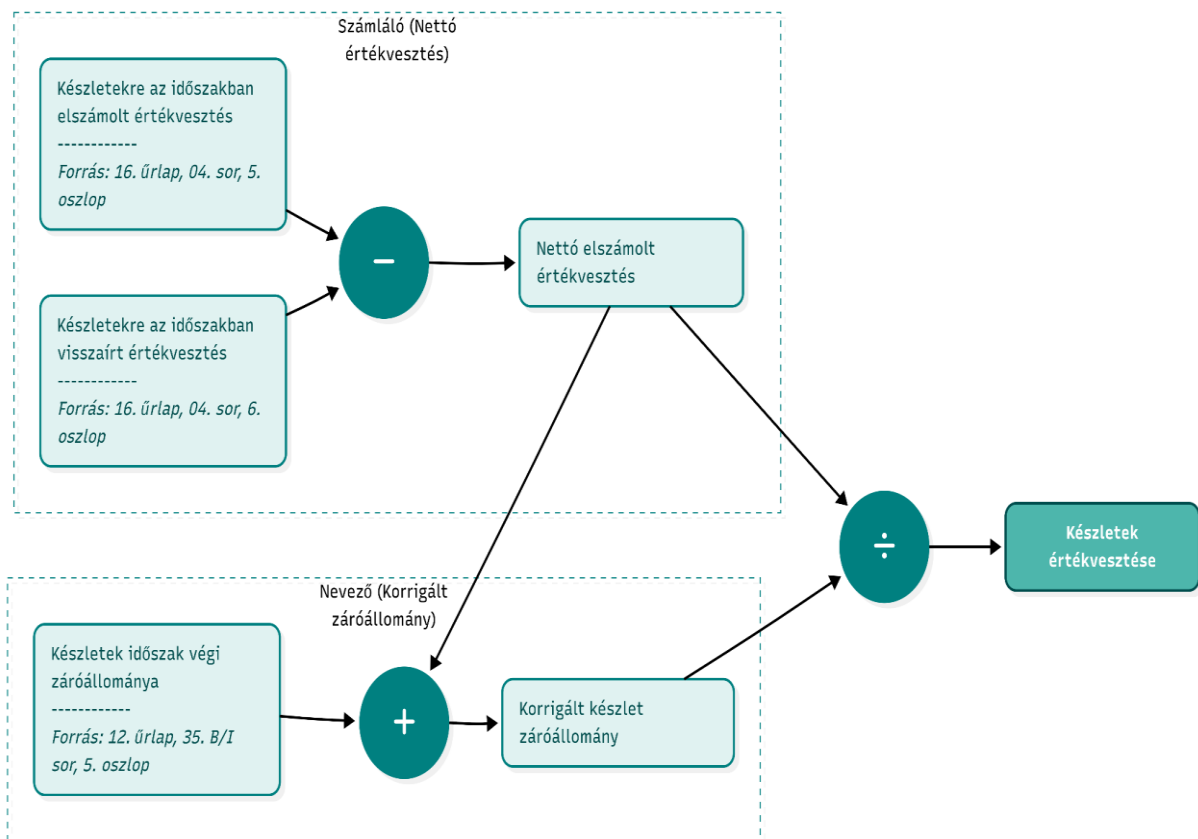 Számláló (Nettó
értékvesztés)
Készletekre az időszakban
elszámolt értékvesztés
------------
Forrás: 16. űrlap, 04. sor, 5.
oszlop
–
Nettó elszámolt
értékvesztés
Készletekre az időszakban
visszaírt értékvesztés
------------
Forrás: 16. űrlap, 04. sor, 6.
oszlop
÷
Készletek
értékvesztése
Nevező (Korrigált
záróállomány)
Készletek időszak végi
záróállománya
------------
Forrás: 12. űrlap, 35. B/I
sor, 5. oszlop
+
Korrigált készlet
záróállomány